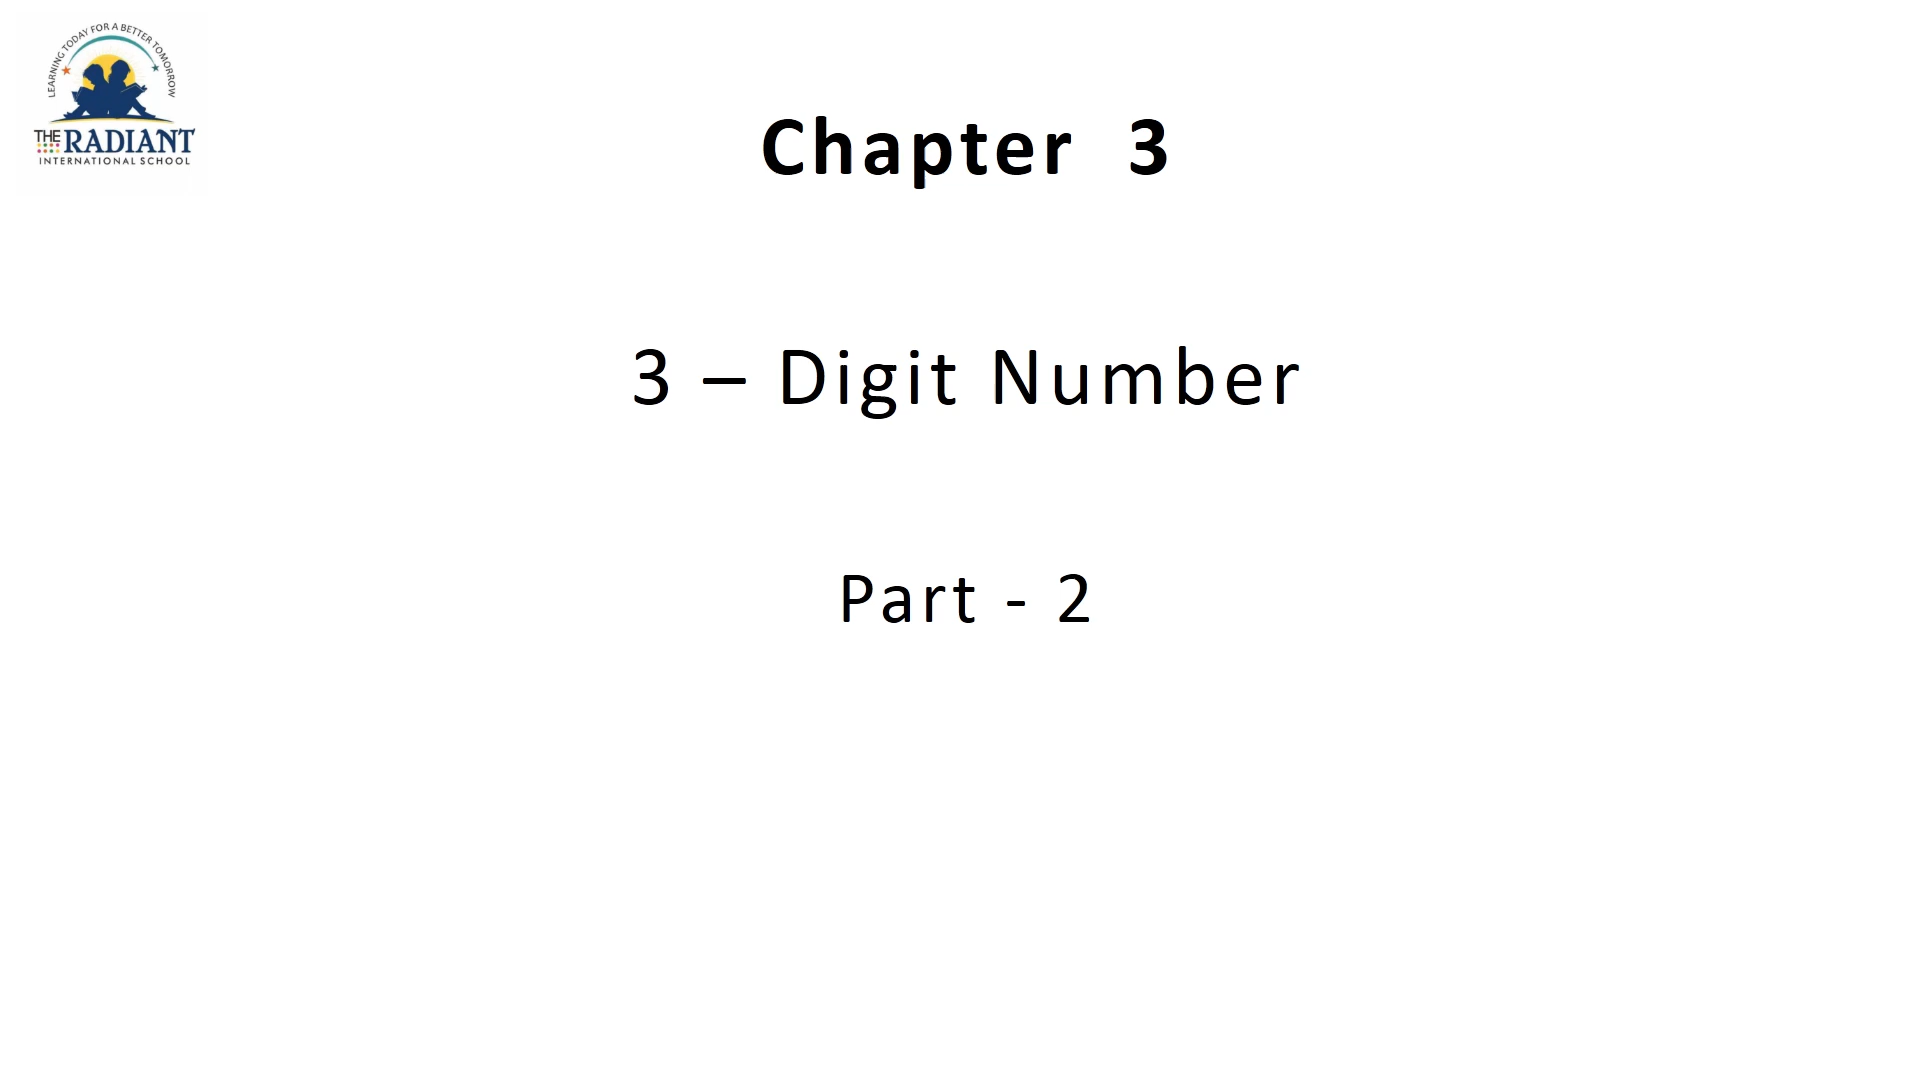 LEARNING TODAY FOR A BETTER TOMORROW
THE RADIANT
INTERNATIONAL SCHOOL
Chapter 3
3 – Digit Number
Part - 2